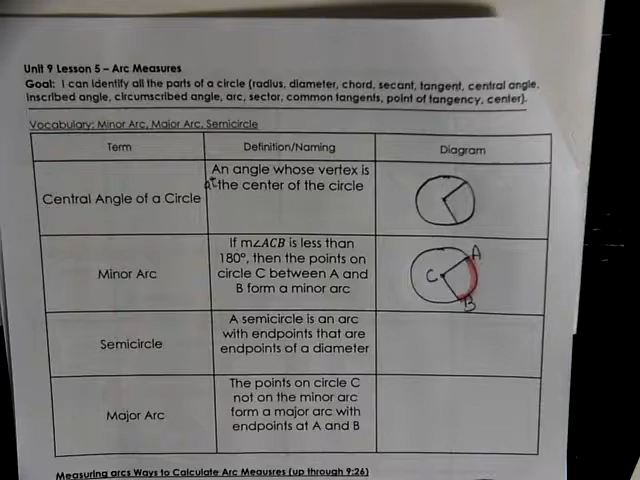 Unit 9 Lesson 5 – Arc Measures
Goal: I can identify all the parts of a circle (radius, diameter, chord, secant, tangent, central angle,
inscribed angle, circumscribed angle, arc, sector, common tangents, point of tangency, center).
Vocabulary: Minor Arc, Major Arc, Semicircle
Term
Definition/Naming
Diagram
Central Angle of a Circle
An angle whose vertex is
at the center of the circle
Minor Arc
If m∠ACB is less than
180°, then the points on
circle C between A and
B form a minor arc
A
C
B
Semicircle
A semicircle is an arc
with endpoints that are
endpoints of a diameter
Major Arc
The points on circle C
not on the minor arc
form a major arc with
endpoints at A and B
Measuring arcs Ways to Calculate Arc Meausres (up through 9:26)